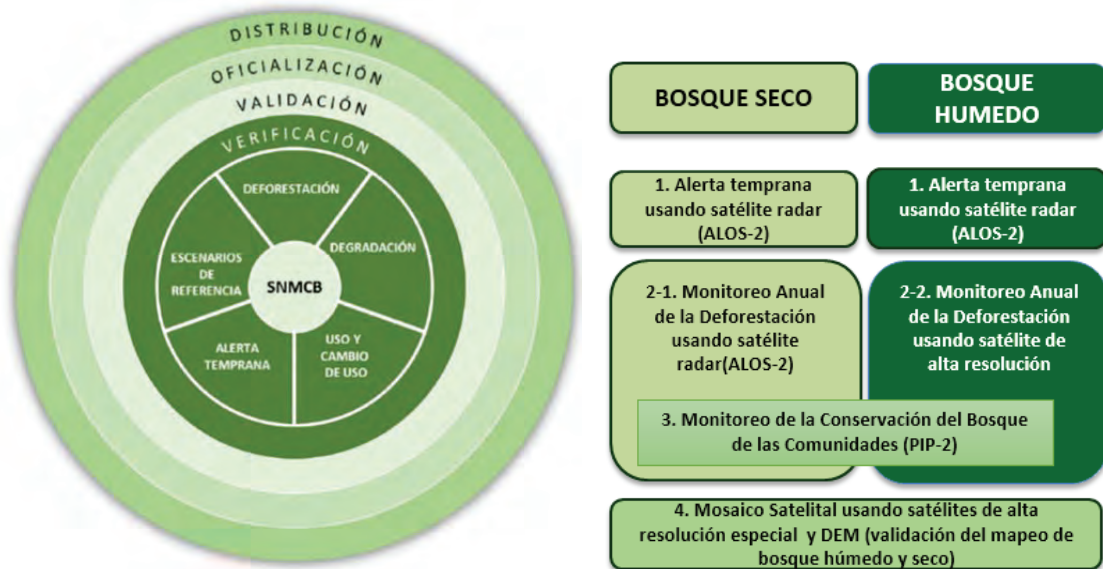 DISTRIBUCIÓN
OFICIALIZACIÓN
VALIDACIÓN
VERIFICACIÓN
DEFORESTACIÓN
DEGRADACIÓN
ESCENARIOS
DE
REFERENCIA
SNMCB
ALERTA
TEMPRANA
USO Y
CAMBIO
DE USO
BOSQUE SECO
BOSQUE
HUMEDO
1. Alerta temprana
usando satélite radar
(ALOS-2)
1. Alerta temprana
usando satélite radar
(ALOS-2)
2-1. Monitoreo Anual
de la Deforestación
usando satélite
radar(ALOS-2)
2-2. Monitoreo Anual
de la Deforestación
usando satélite de
alta resolución
3. Monitoreo de la Conservación del Bosque
de las Comunidades (PIP-2)
4. Mosaico Satelital usando satélites de alta
resolución especial y DEM (validación del mapeo de
bosque húmedo y seco)